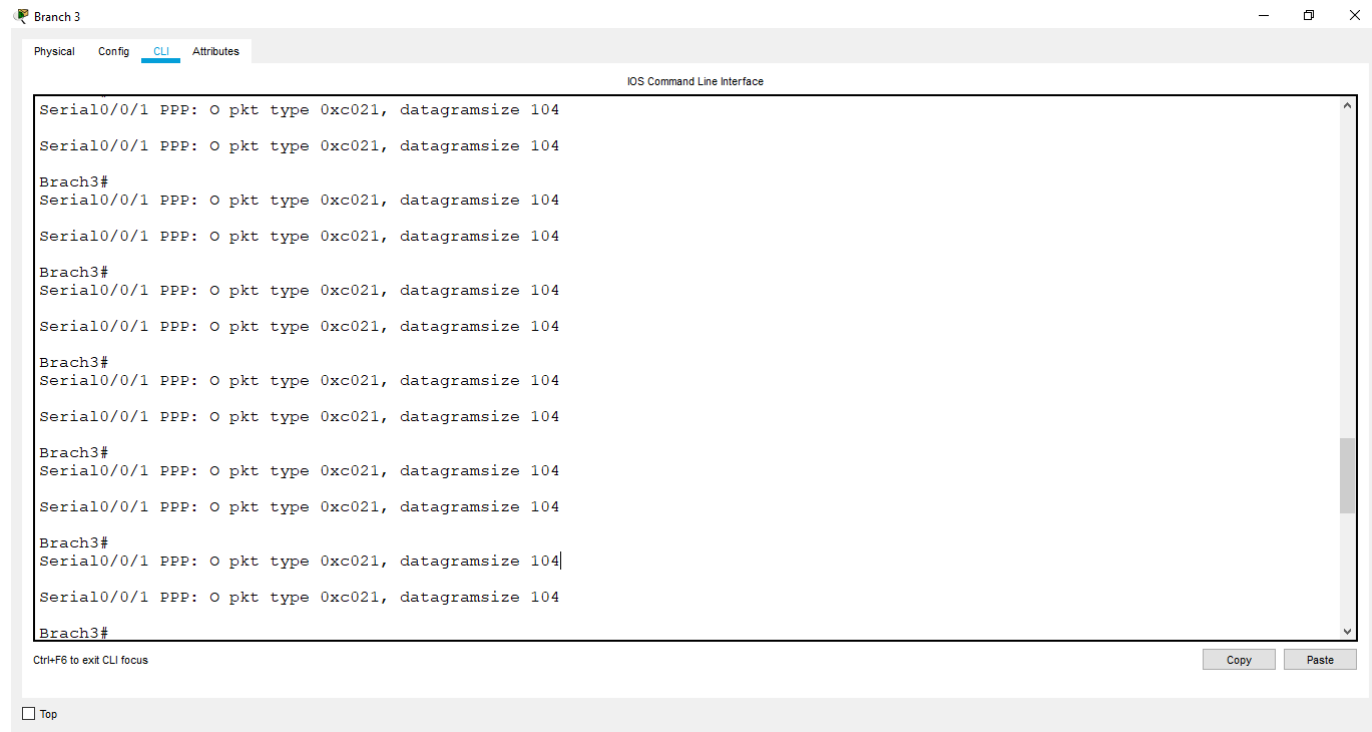 Branch 3
Physical Config CLI Attributes
IOS Command Line Interface
Serial0/0/1 PPP: O pkt type 0xc021, datagramsize 104
Serial0/0/1 PPP: O pkt type 0xc021, datagramsize 104
Brach3#
Serial0/0/1 PPP: O pkt type 0xc021, datagramsize 104
Serial0/0/1 PPP: O pkt type 0xc021, datagramsize 104
Brach3#
Serial0/0/1 PPP: O pkt type 0xc021, datagramsize 104
Serial0/0/1 PPP: O pkt type 0xc021, datagramsize 104
Brach3#
Serial0/0/1 PPP: O pkt type 0xc021, datagramsize 104
Serial0/0/1 PPP: O pkt type 0xc021, datagramsize 104
Brach3#
Serial0/0/1 PPP: O pkt type 0xc021, datagramsize 104
Serial0/0/1 PPP: O pkt type 0xc021, datagramsize 104
Brach3#
Serial0/0/1 PPP: O pkt type 0xc021, datagramsize 104
Serial0/0/1 PPP: O pkt type 0xc021, datagramsize 104
Brach3#
Ctrl+F6 to exit CLI focus
Copy Paste
Top